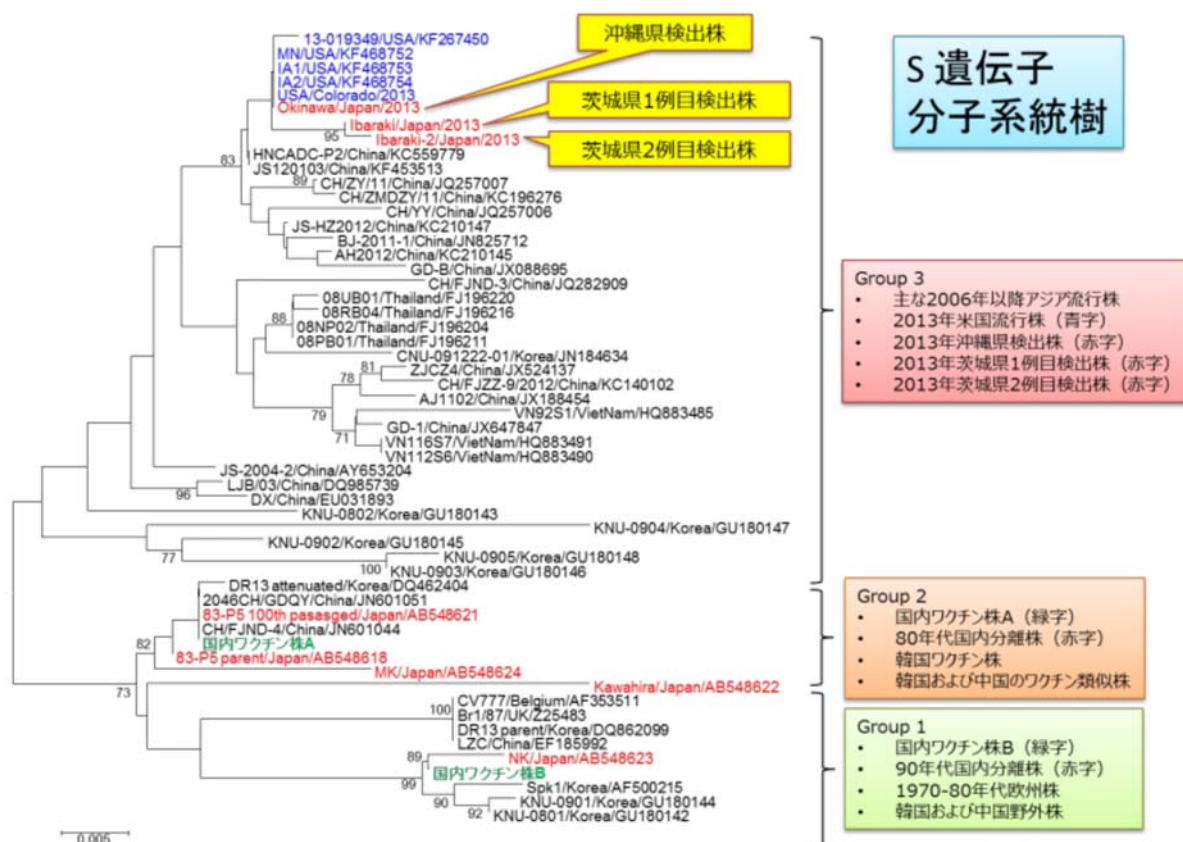 沖縄県検出株
茨城県1例目検出株
茨城県2例目検出株
S 遺伝子
分子系統樹
13-019349/USA/KF267450
MN/USA/KF468752
IA1/USA/KF468753
IA2/USA/KF468754
USA/Colorado/2013
Okinawa/Japan/2013
Ibaraki/Japan/2013
95
Ibaraki-2/Japan/2013
HNCADC-P2/China/KC559779
83
JS120103/China/KF453513
89
CH/ZY/11/China/JQ257007
CH/ZMDZY/11/China/KC196276
CH/YY/China/JQ257006
JS-HZ2012/China/KC210147
BJ-2011-1/China/JN825712
AH2012/China/KC210145
GD-B/China/JX088695
CH/FJND-3/China/JQ282909
08UB01/Thailand/FJ196220
08RB04/Thailand/FJ196216
88
08NP02/Thailand/FJ196204
08PB01/Thailand/FJ196211
CNU-091222-01/Korea/JN184634
81
ZJCZ4/China/JX524137
78
CH/FJZZ-9/2012/China/KC140102
AJ1102/China/JX188454
79
VN92S1/VietNam/HQ883485
GD-1/China/JX647847
71
VN116S7/VietNam/HQ883491
VN112S6/VietNam/HQ883490
JS-2004-2/China/AY653204
LJB/03/China/DQ985739
96
DX/China/EU031893
KNU-0802/Korea/GU180143
KNU-0904/Korea/GU180147
KNU-0902/Korea/GU180145
77
KNU-0905/Korea/GU180148
100
KNU-0903/Korea/GU180146
DR13 attenuated/Korea/DQ462404
2046CH/GDQY/China/JN601051
83-P5 100th pasasged/Japan/AB548621
CH/FJND-4/China/JN601044
82
国内ワクチン株A
83-P5 parent/Japan/AB548618
MK/Japan/AB548624
73
Kawahira/Japan/AB548622
CV777/Belgium/AF353511
100
Br1/87/UK/Z25483
DR13 parent/Korea/DQ862099
LZC/China/EF185992
89
NK/Japan/AB548623
国内ワクチン株B
99
Spk1/Korea/AF500215
90
KNU-0901/Korea/GU180144
92
KNU-0801/Korea/GU180142
0.005
Group 3
• 主な2006年以降アジア流行株
• 2013年米国流行株（青字）
• 2013年沖縄県検出株（赤字）
• 2013年茨城県1例目検出株（赤字）
• 2013年茨城県2例目検出株（赤字）
Group 2
• 国内ワクチン株A（緑字）
• 80年代国内分離株（赤字）
• 韓国ワクチン株
• 韓国および中国のワクチン類似株
Group 1
• 国内ワクチン株B（緑字）
• 90年代国内分離株（赤字）
• 1970-80年代欧州株
• 韓国および中国野外株